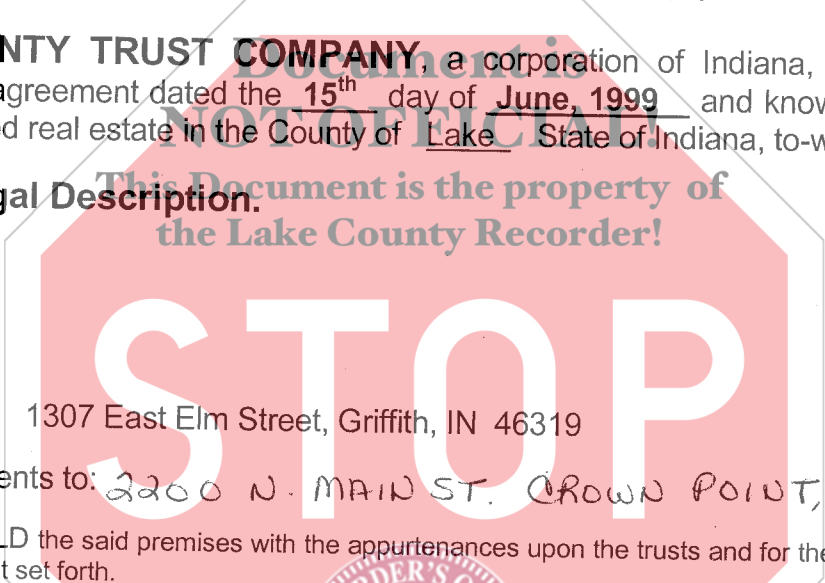 NTY TRUST COMPANY, a corporation of Indiana,
Document is
agreement dated the 15th day of June, 1999 and know
NOT OFFICIAL!
d real estate in the County of Lake State of Indiana, to-w
This Document is the property of
gal Description.
the Lake County Recorder!
STOP
1307 East Elm Street, Griffith, IN 46319
ents to: 2200 N. MAIN ST. CROWN POINT,
LD the said premises with the appurtenances upon the trusts and for the
t set forth.
DER'S O